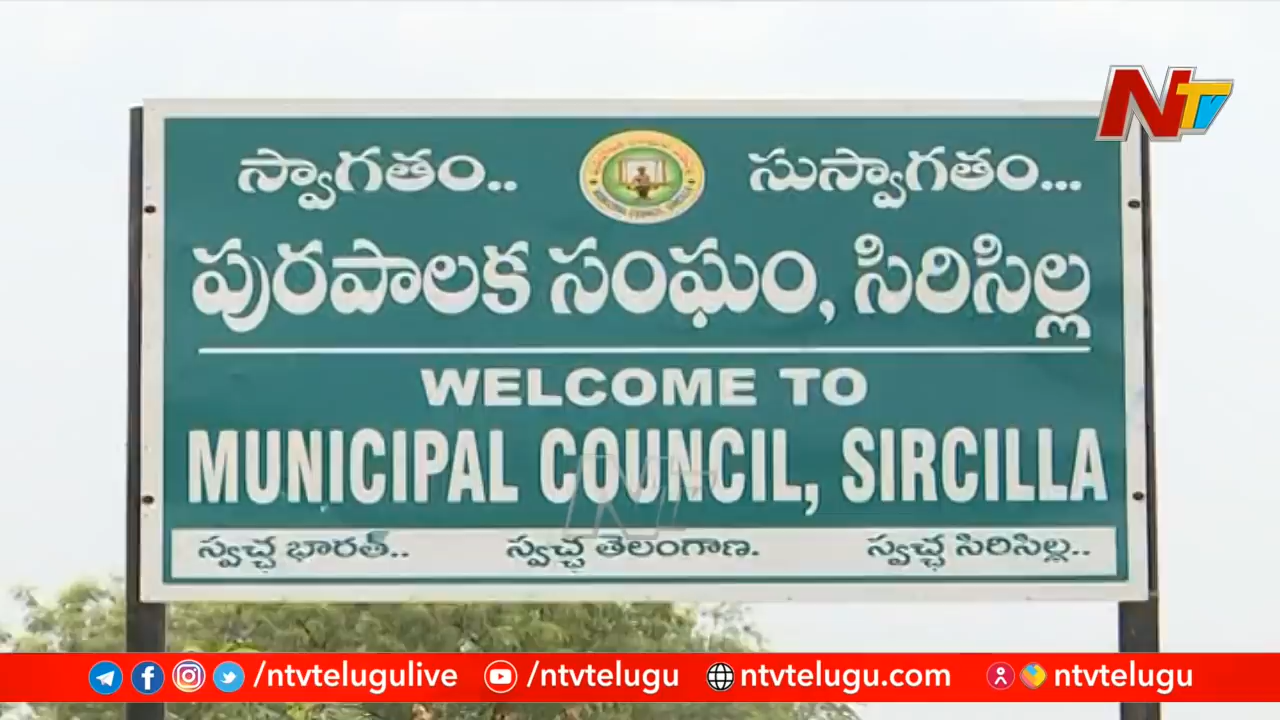 NTV
స్వాగతం.. సుస్వాగతం...
పురపాలక సంఘం, సిరిసిల్ల
WELCOME TO
MUNICIPAL COUNCIL, SIRCILLA
స్వచ్ఛ భారత్.. స్వచ్ఛ తెలంగాణ. స్వచ్ఛ సిరిసిల్ల..
/ntvtelugulive /ntvtelugu ntvtelugu.com ntvtelugu